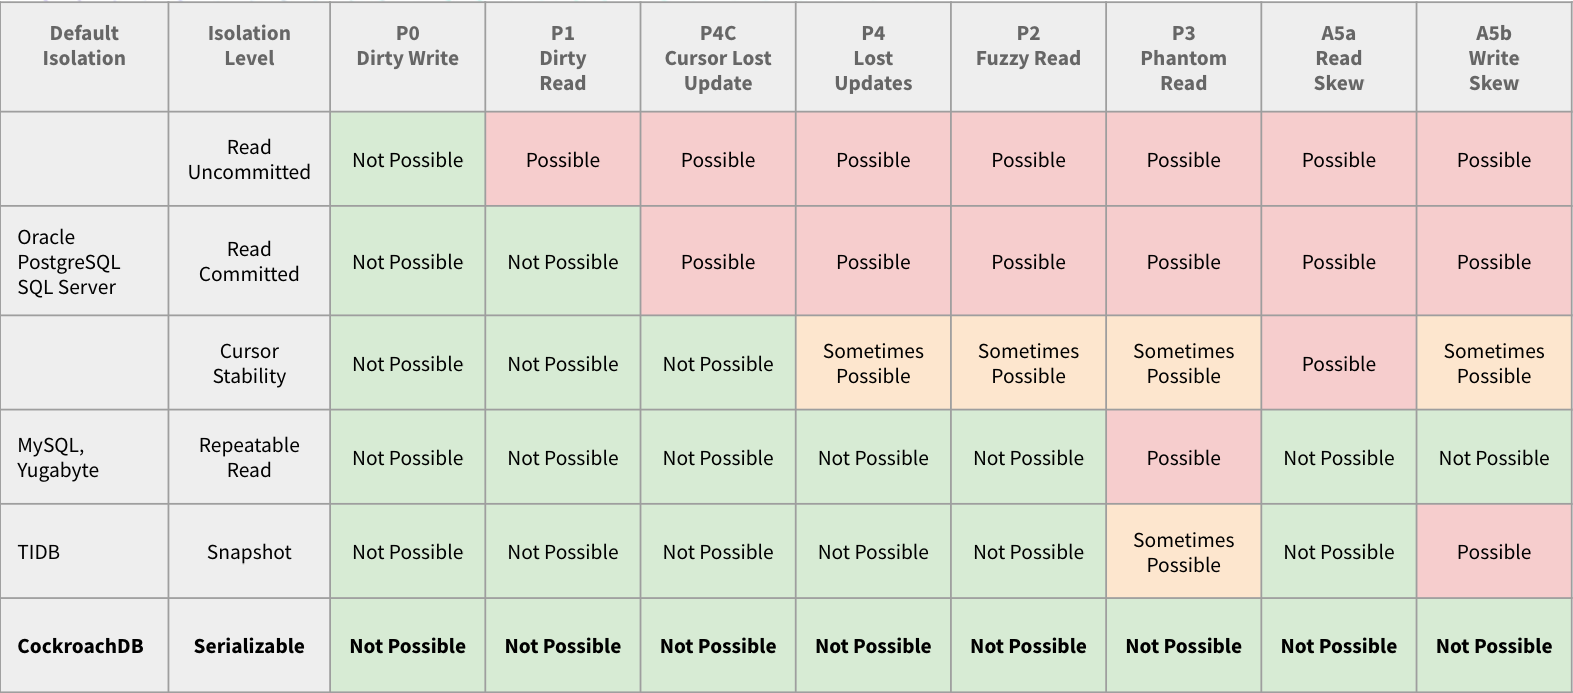 Default
Isolation
Isolation
Level
P0
Dirty Write
P1
Dirty
Read
P4C
Cursor Lost
Update
P4
Lost
Updates
P2
Fuzzy Read
P3
Phantom
Read
A5a
Read
Skew
A5b
Write
Skew
Read
Uncommitted
Not Possible
Possible
Possible
Possible
Possible
Possible
Possible
Possible
Oracle
PostgreSQL
SQL Server
Read
Committed
Not Possible
Not Possible
Possible
Possible
Possible
Possible
Possible
Possible
Cursor
Stability
Not Possible
Not Possible
Not Possible
Sometimes
Possible
Sometimes
Possible
Sometimes
Possible
Possible
Sometimes
Possible
MySQL,
Yugabyte
Repeatable
Read
Not Possible
Not Possible
Not Possible
Not Possible
Not Possible
Possible
Not Possible
Not Possible
TIDB
Snapshot
Not Possible
Not Possible
Not Possible
Not Possible
Not Possible
Sometimes
Possible
Not Possible
Possible
CockroachDB
Serializable
Not Possible
Not Possible
Not Possible
Not Possible
Not Possible
Not Possible
Not Possible
Not Possible